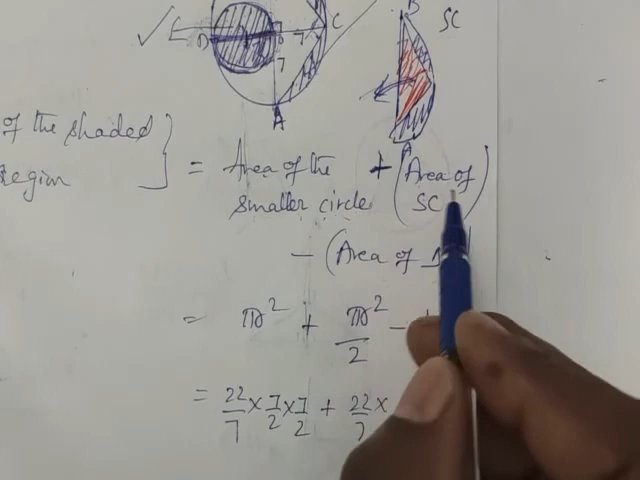 B SC
D 7 C
7
A
A
of the shaded
region } = Area of the + (Area of
smaller circle SC
- (Area of
= πr² + πr²/2 -
= 22/7 × 7/2 × 7/2 + 22/7 ×